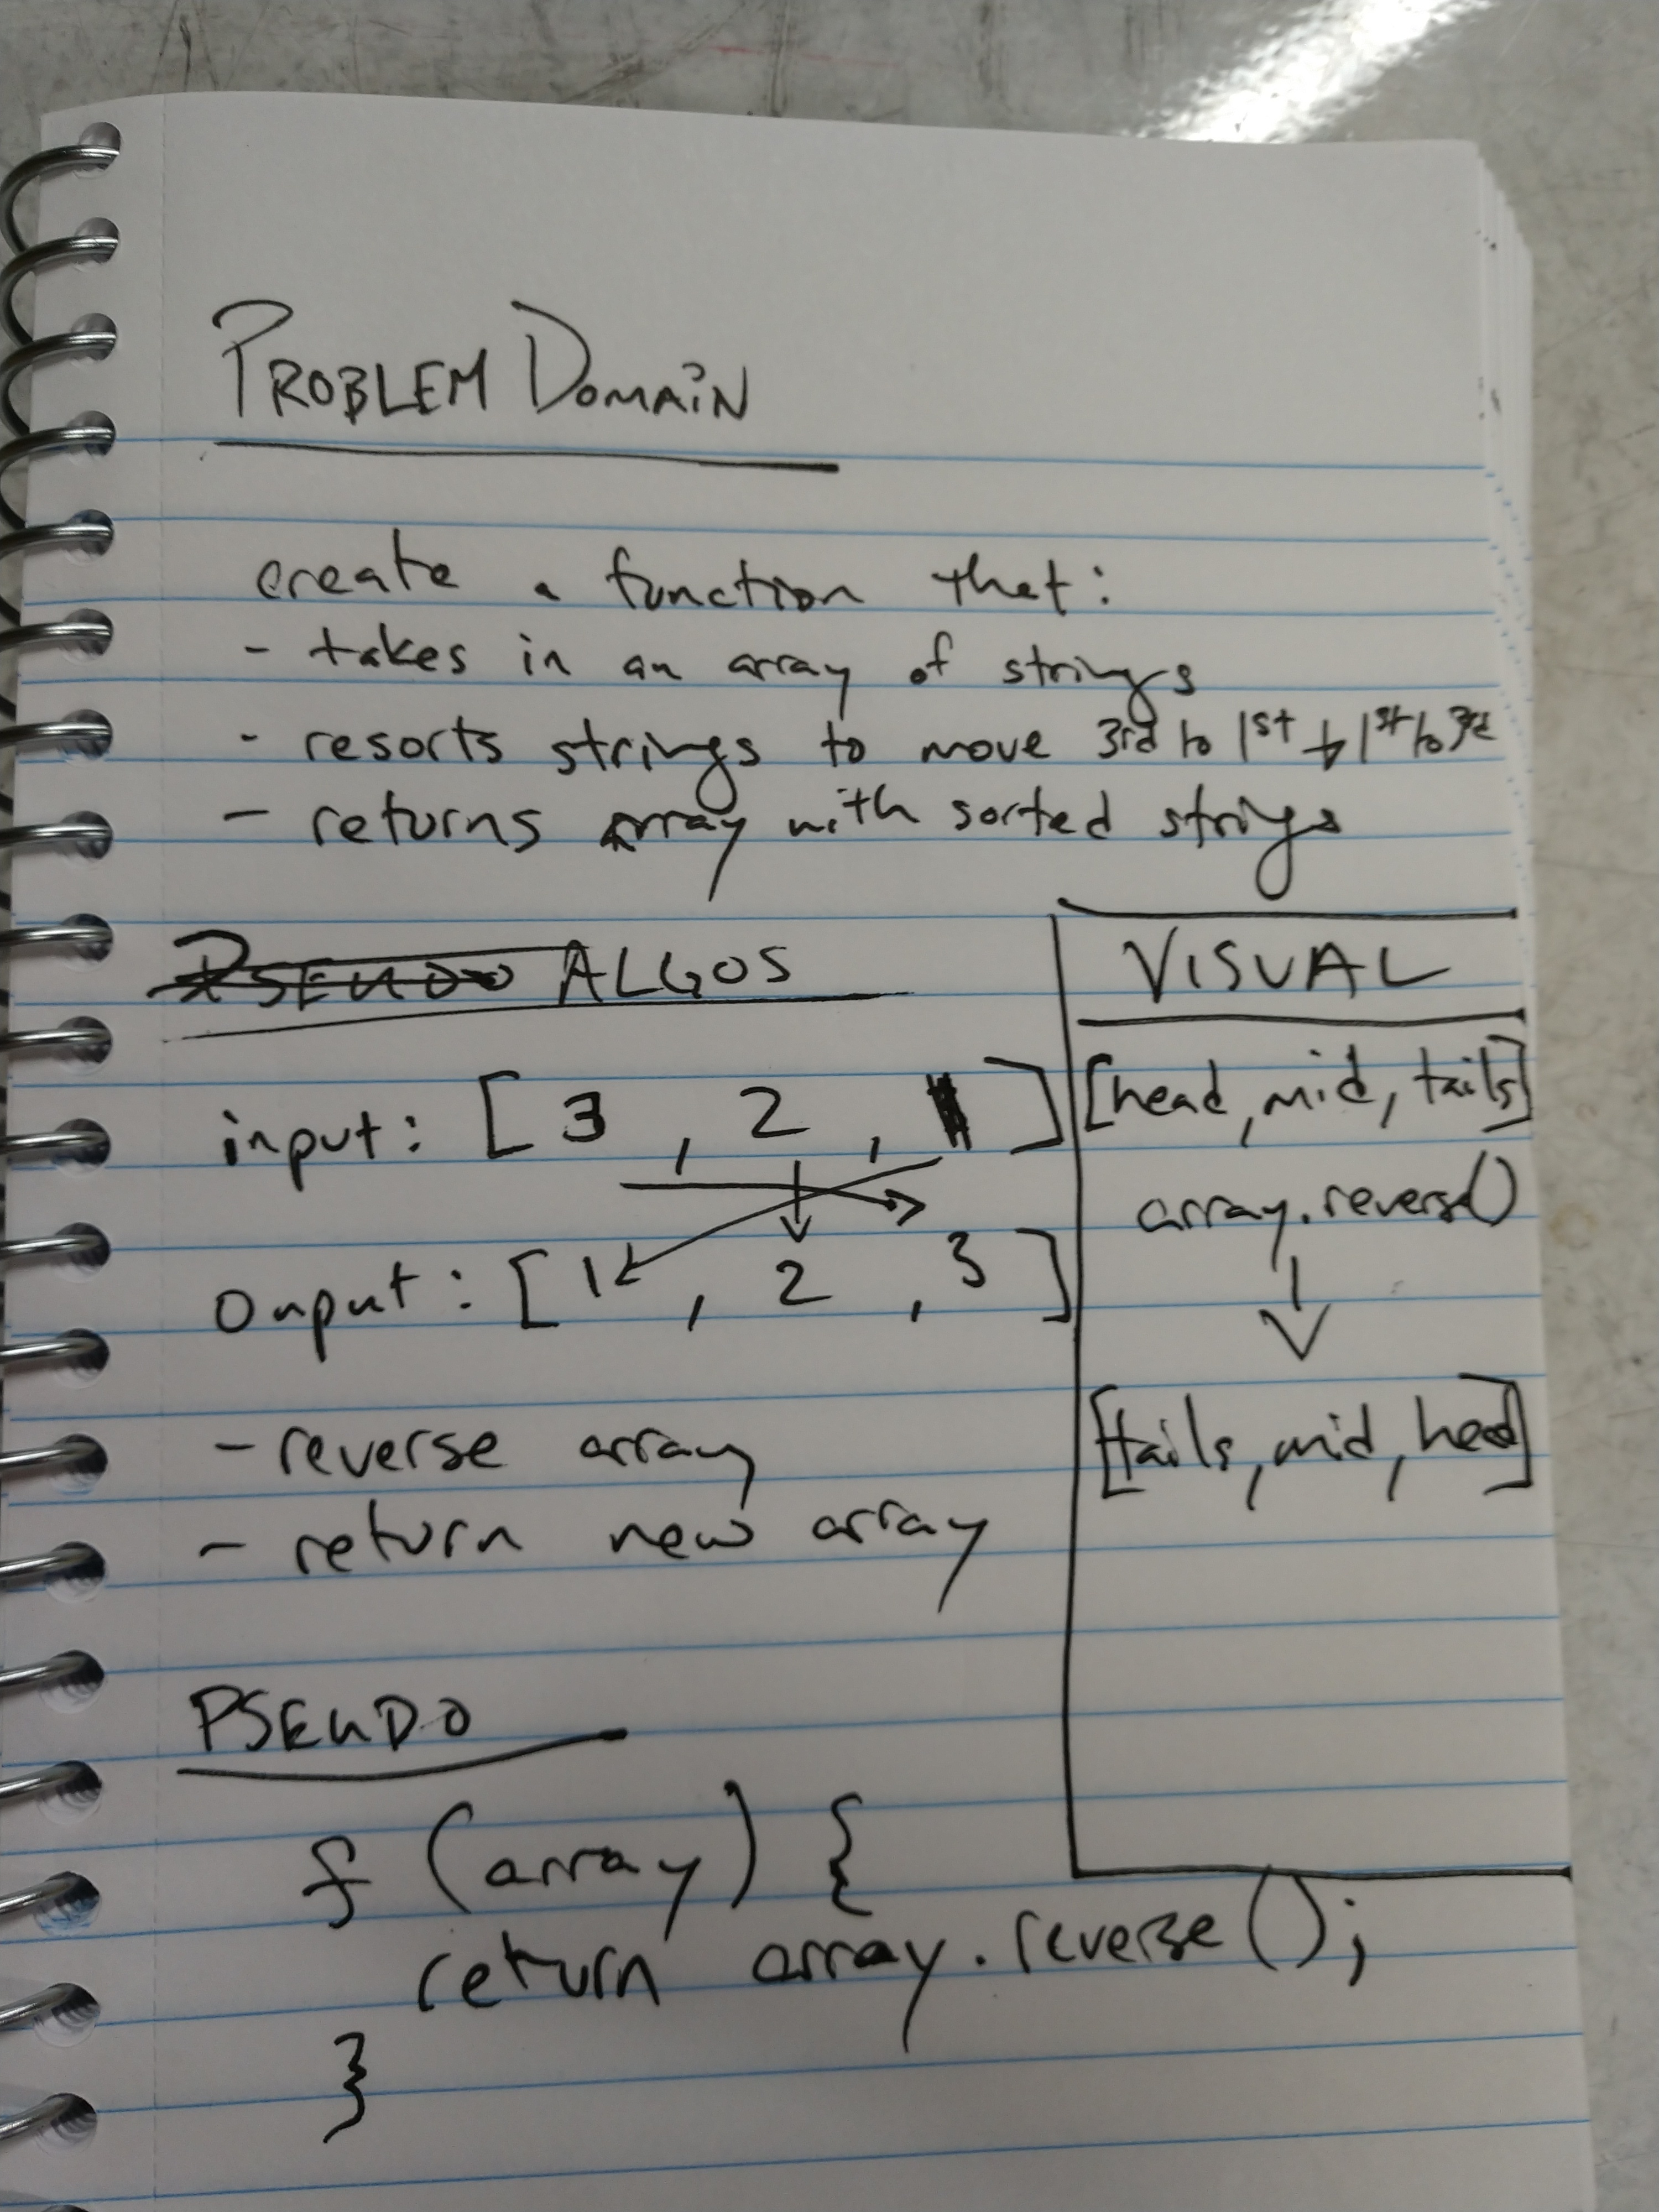 PROBLEM DOMAIN
create a function that:
- takes in an array of strings
- resorts strings to move 3rd to 1st + 1st to 3rd
- returns array with sorted strings
PSEUDO ALGOS
input: [ 3 , 2 , 1 ]
Onput: [ 1 , 2 , 3 ]
- reverse array
- return new array
VISUAL
[head, mid, tails]
array.reverse()
[tails, mid, head]
PSEUDO
f (array) {
return array.reverse();
}